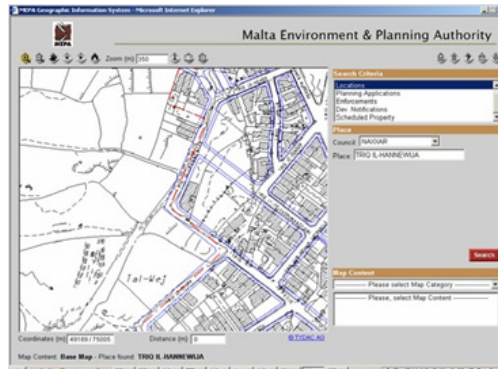 MEPA Geographic Information System - Microsoft Internet Explorer
MEPA
Malta Environment & Planning Authority
Zoom (m) 350
Search Criteria
Locations
Planning Applications
Enforcements
Dev. Notifications
Scheduled Property
Place
Council: NAXXAR
Place: TRIQ IL-HANNEWIJA
Search
Tal-Wej
Map Content
Please select Map Category
Please, select Map Content
Coordinates (m) 49189 / 75005
Distance (m) 0
© TYDAC AG
Map Content: Base Map - Place found: TRIQ IL-HANNEWIJA